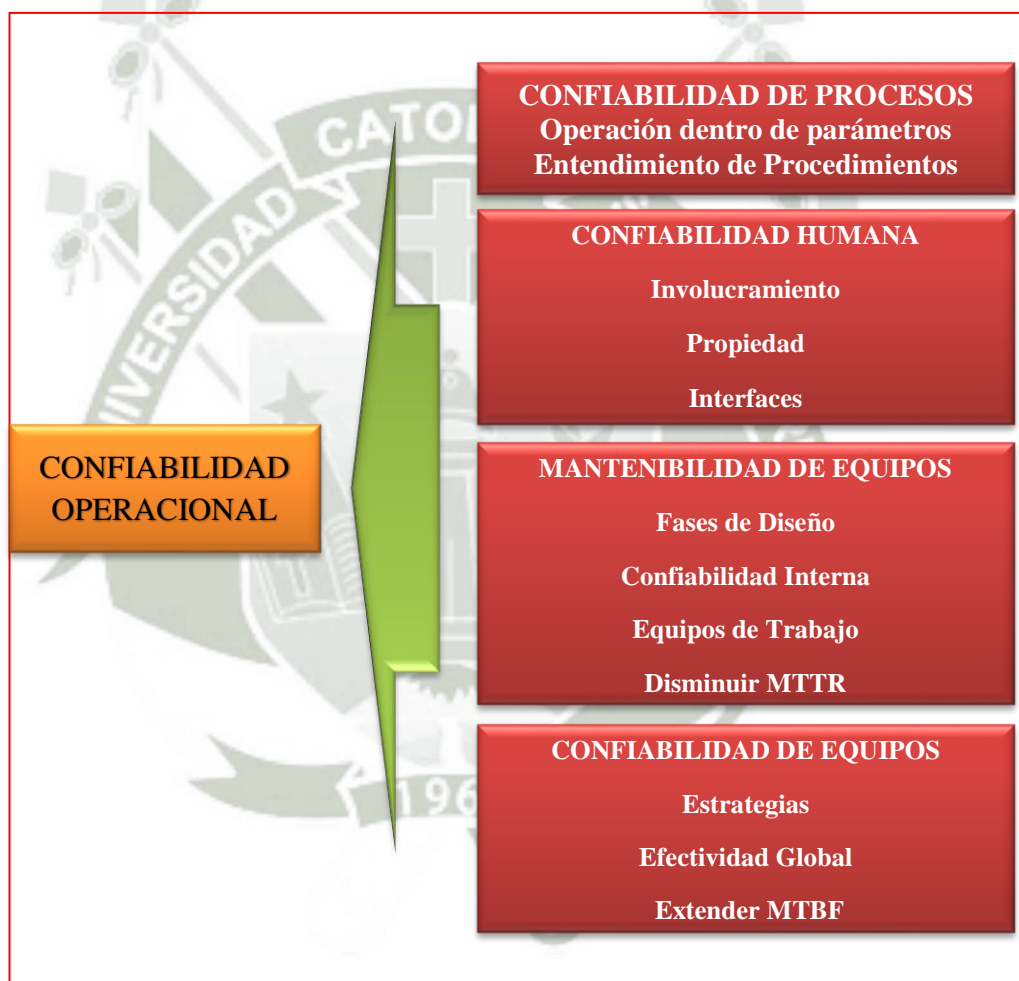 CONFIABILIDAD DE PROCESOS
Operación dentro de parámetros
Entendimiento de Procedimientos
CONFIABILIDAD HUMANA
Involucramiento
Propiedad
Interfaces
CONFIABILIDAD
OPERACIONAL
MANTENIBILIDAD DE EQUIPOS
Fases de Diseño
Confiabilidad Interna
Equipos de Trabajo
Disminuir MTTR
CONFIABILIDAD DE EQUIPOS
Estrategias
Efectividad Global
Extender MTBF
UNIVERSIDAD
196